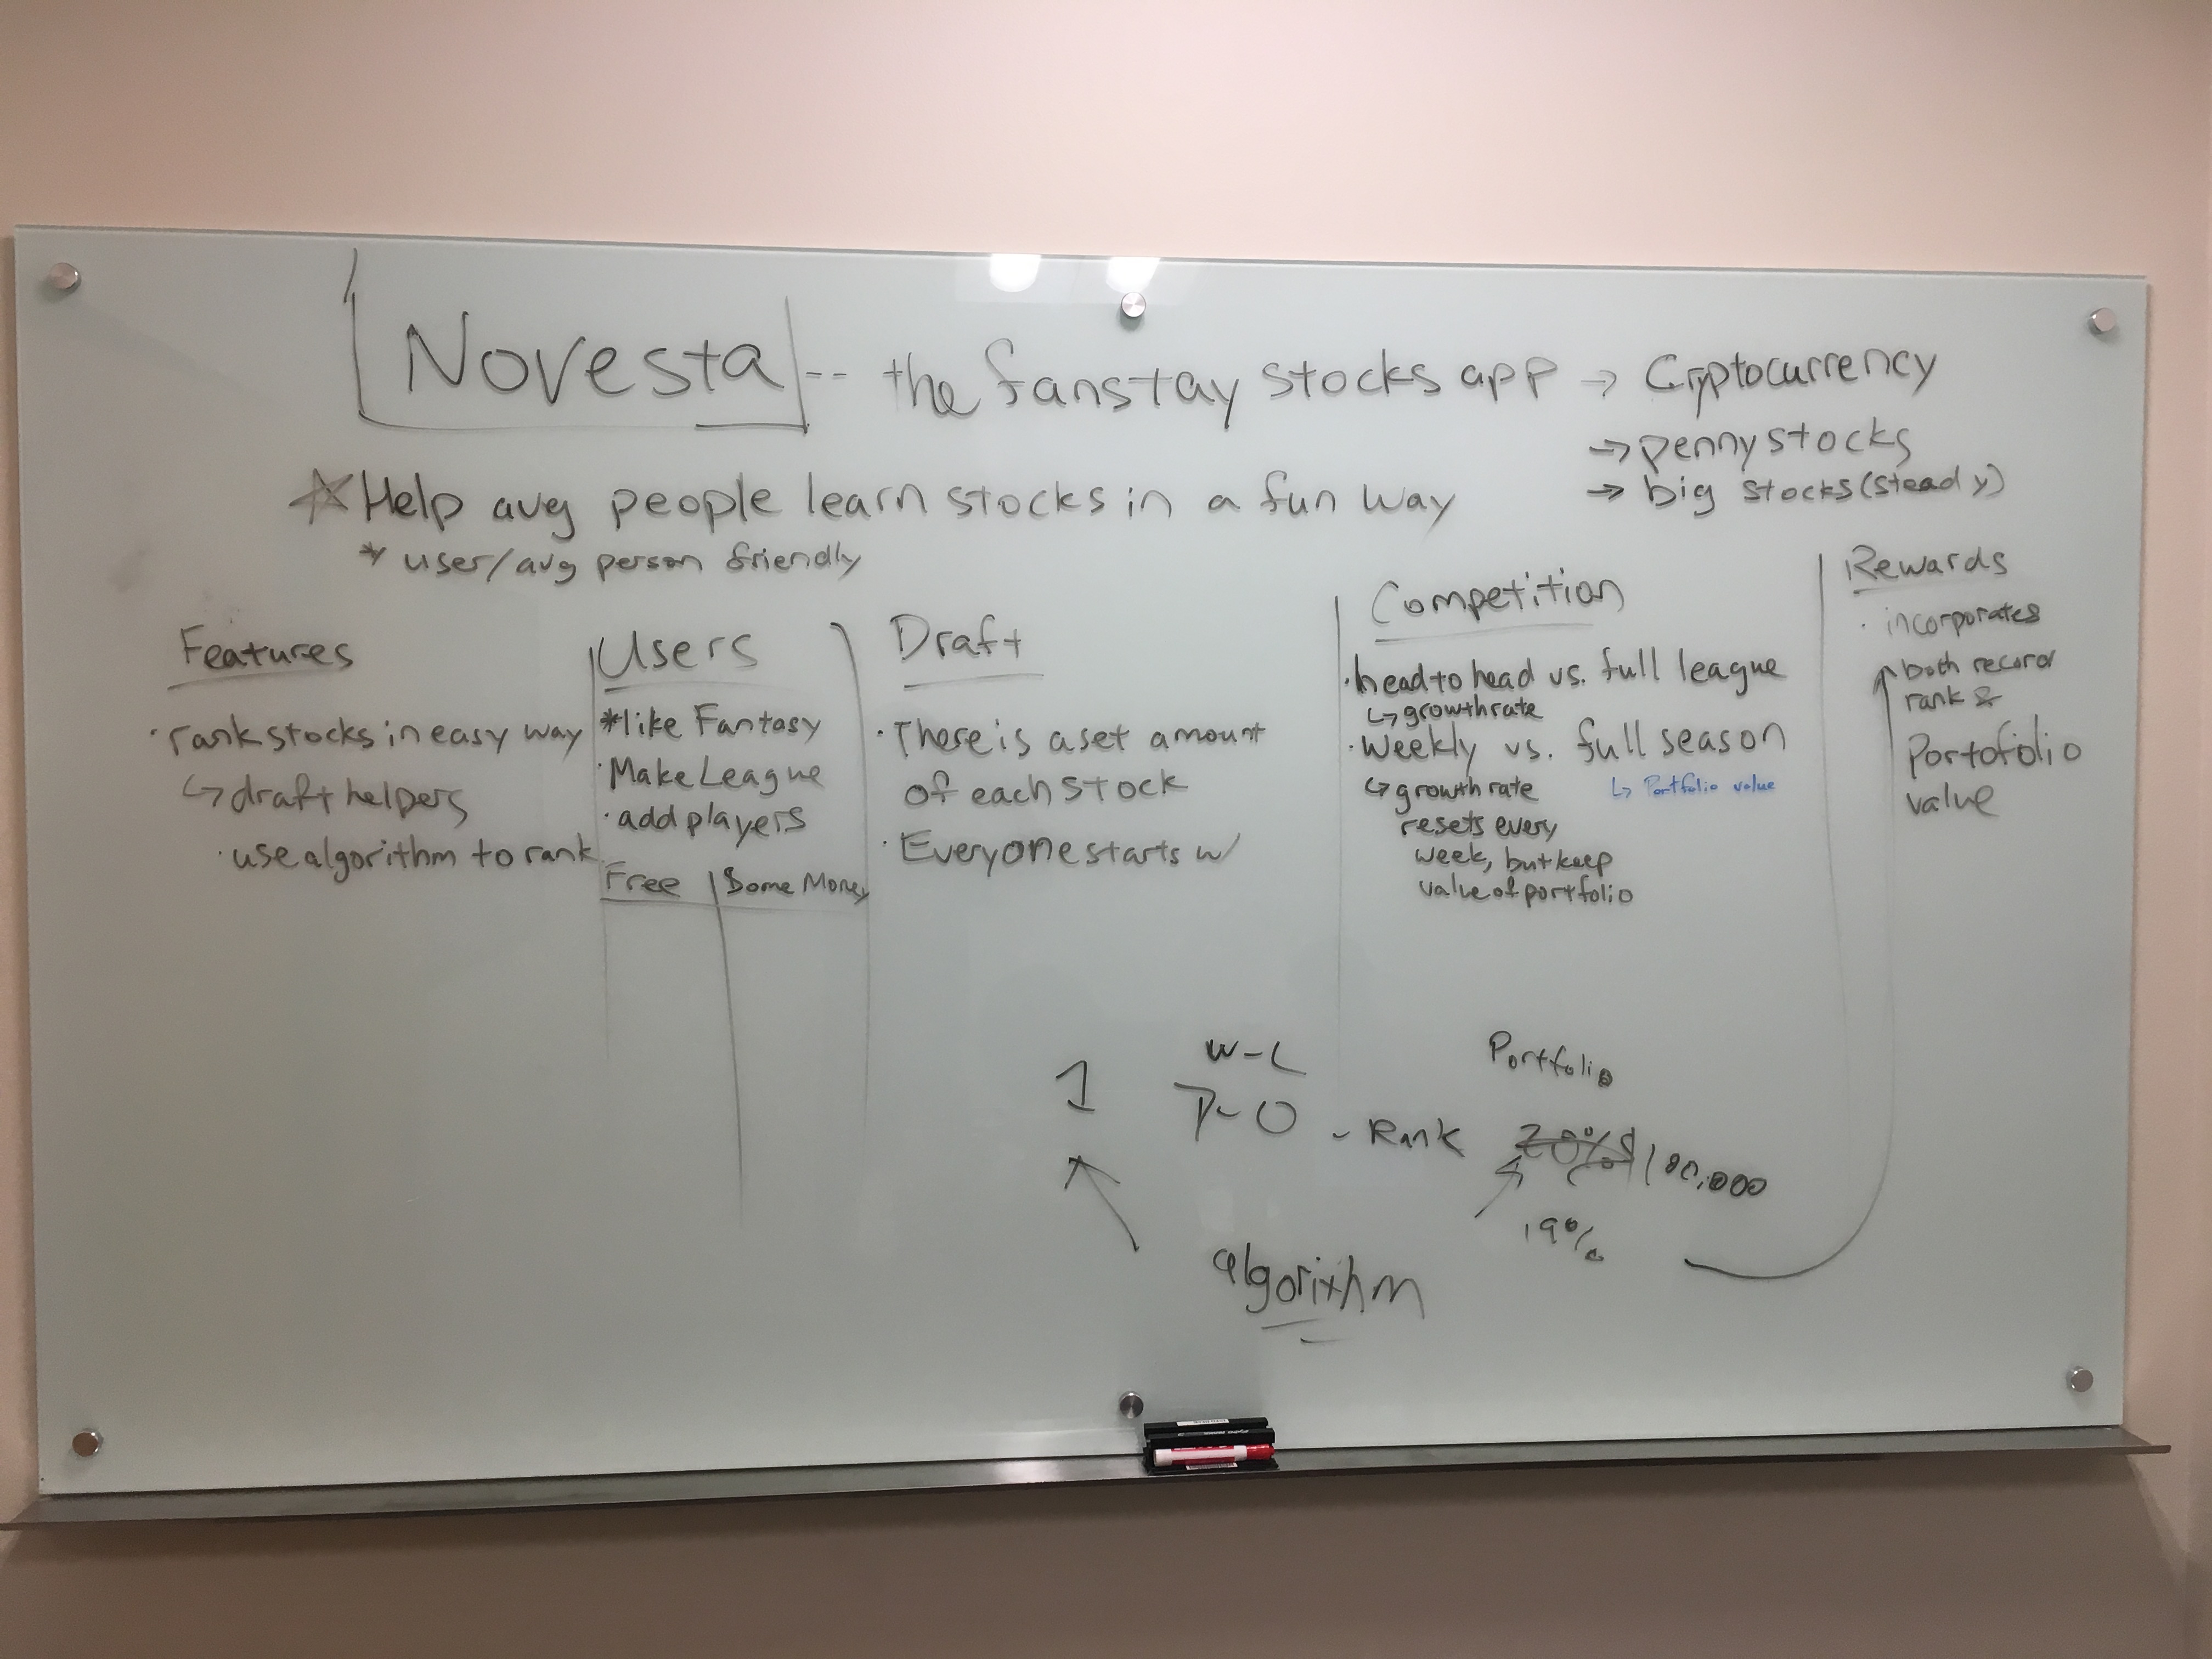 Novesta -- the fanstay stocks app → Cryptocurrency
→ penny stocks
→ big stocks (steady)
☆ Help avg people learn stocks in a fun way
* user/avg person friendly
Features
· rank stocks in easy way
↳ draft helpers
· use algorithm to rank
Users
*like Fantasy
· Make League
· add players
Free | Some Money
Draft
· There is a set amount
of each stock
· Everyone starts w/
Competition
· head to head vs. full league
↳ growth rate
· Weekly vs. full season
↳ growth rate
resets every
week, but keep
value of portfolio
↳ Portfolio value
Rewards
· incorporates
both record
rank &
Portofolio
value
W-L
Portfolio
1
7-0 - Rank
20%
100,000
19%
algorithm